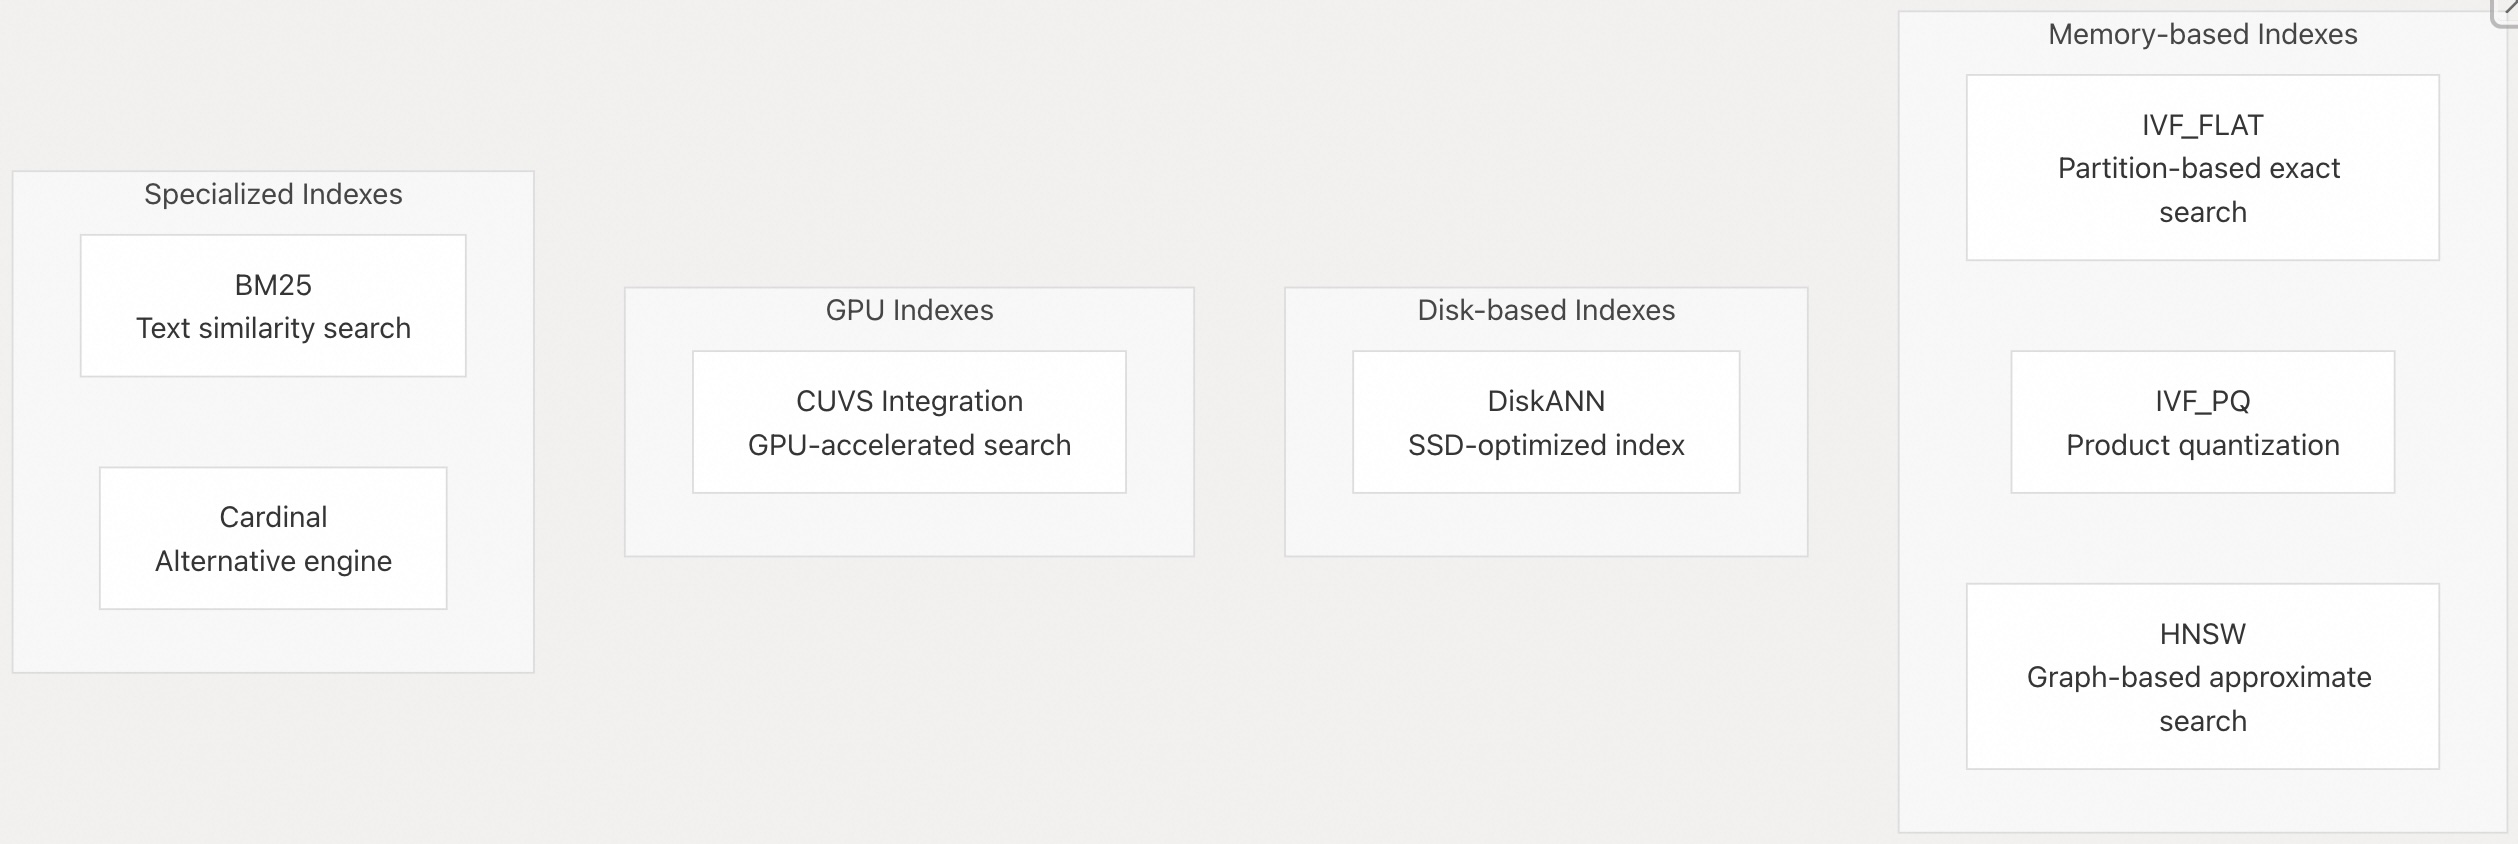 Specialized Indexes
BM25
Text similarity search
Cardinal
Alternative engine
GPU Indexes
CUVS Integration
GPU-accelerated search
Disk-based Indexes
DiskANN
SSD-optimized index
Memory-based Indexes
IVF_FLAT
Partition-based exact
search
IVF_PQ
Product quantization
HNSW
Graph-based approximate
search